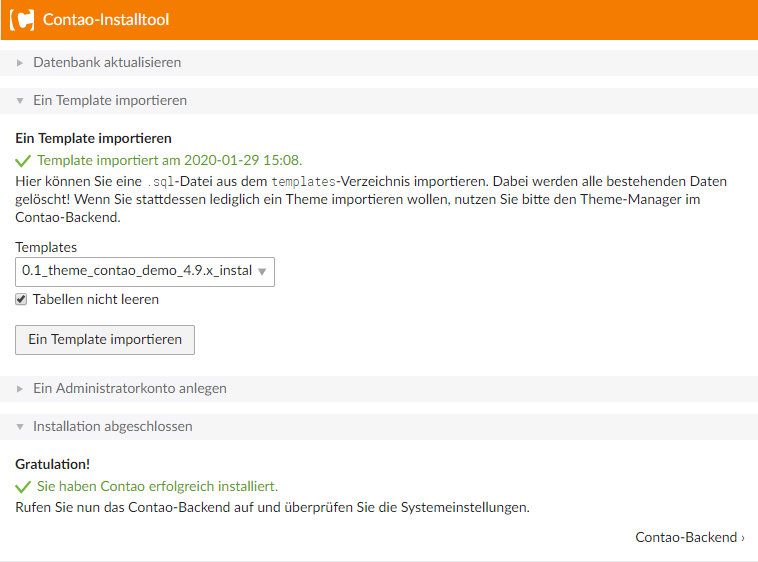 Contao-Installtool
Datenbank aktualisieren
Ein Template importieren
Ein Template importieren
Template importiert am 2020-01-29 15:08.
Hier können Sie eine .sql-Datei aus dem templates-Verzeichnis importieren. Dabei werden alle bestehenden Daten
gelöscht! Wenn Sie stattdessen lediglich ein Theme importieren wollen, nutzen Sie bitte den Theme-Manager im
Contao-Backend.
Templates
0.1_theme_contao_demo_4.9.x_instal
Tabellen nicht leeren
Ein Template importieren
Ein Administratorkonto anlegen
Installation abgeschlossen
Gratulation!
Sie haben Contao erfolgreich installiert.
Rufen Sie nun das Contao-Backend auf und überprüfen Sie die Systemeinstellungen.
Contao-Backend ›